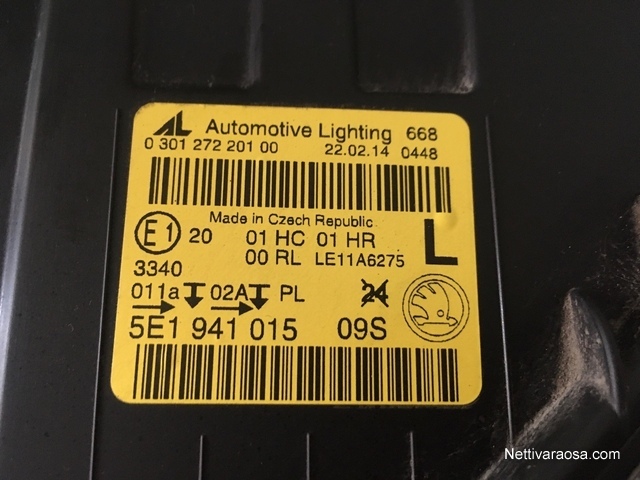 AL Automotive Lighting 668
0 301 272 201 00 22.02.14 0448
Made in Czech Republic
E1 20 01 HC 01 HR L
00 RL LE11A6275
3340
011a 02A PL 24
5E1 941 015 09S
Nettivaraosa.com